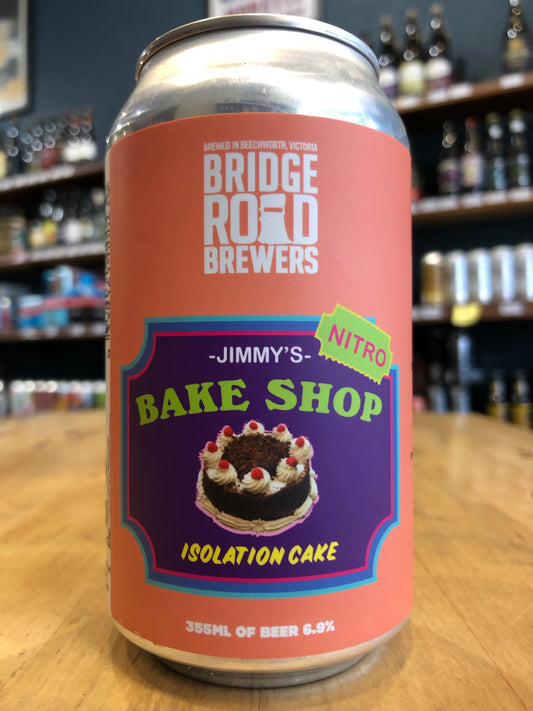 BREWED IN BEECHWORTH, VICTORIA
BRIDGE
ROAD
BREWERS
NITRO
-JIMMY'S-
BAKE SHOP
ISOLATION CAKE
355ML OF BEER 6.9%